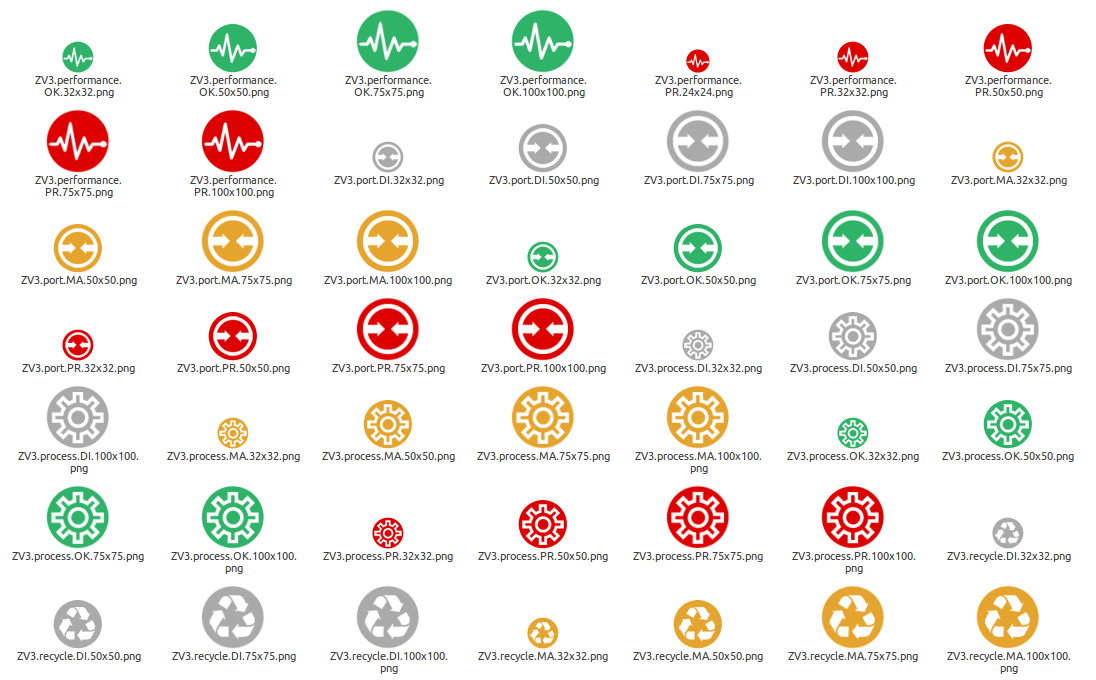 ZV3.performance.
OK.32x32.png
ZV3.performance.
OK.50x50.png
ZV3.performance.
OK.75x75.png
ZV3.performance.
OK.100x100.png
ZV3.performance.
PR.24x24.png
ZV3.performance.
PR.32x32.png
ZV3.performance.
PR.50x50.png
ZV3.performance.
PR.75x75.png
ZV3.performance.
PR.100x100.png
ZV3.port.DI.32x32.png
ZV3.port.DI.50x50.png
ZV3.port.DI.75x75.png
ZV3.port.DI.100x100.png
ZV3.port.MA.32x32.png
ZV3.port.MA.50x50.png
ZV3.port.MA.75x75.png
ZV3.port.MA.100x100.png
ZV3.port.OK.32x32.png
ZV3.port.OK.50x50.png
ZV3.port.OK.75x75.png
ZV3.port.OK.100x100.png
ZV3.port.PR.32x32.png
ZV3.port.PR.50x50.png
ZV3.port.PR.75x75.png
ZV3.port.PR.100x100.png
ZV3.process.DI.32x32.png
ZV3.process.DI.50x50.png
ZV3.process.DI.75x75.png
ZV3.process.DI.100x100.
png
ZV3.process.MA.32x32.png
ZV3.process.MA.50x50.png
ZV3.process.MA.75x75.png
ZV3.process.MA.100x100.
png
ZV3.process.OK.32x32.png
ZV3.process.OK.50x50.png
ZV3.process.OK.75x75.png
ZV3.process.OK.100x100.
png
ZV3.process.PR.32x32.png
ZV3.process.PR.50x50.png
ZV3.process.PR.75x75.png
ZV3.process.PR.100x100.
png
ZV3.recycle.DI.32x32.png
ZV3.recycle.DI.50x50.png
ZV3.recycle.DI.75x75.png
ZV3.recycle.DI.100x100.
png
ZV3.recycle.MA.32x32.png
ZV3.recycle.MA.50x50.png
ZV3.recycle.MA.75x75.png
ZV3.recycle.MA.100x100.
png